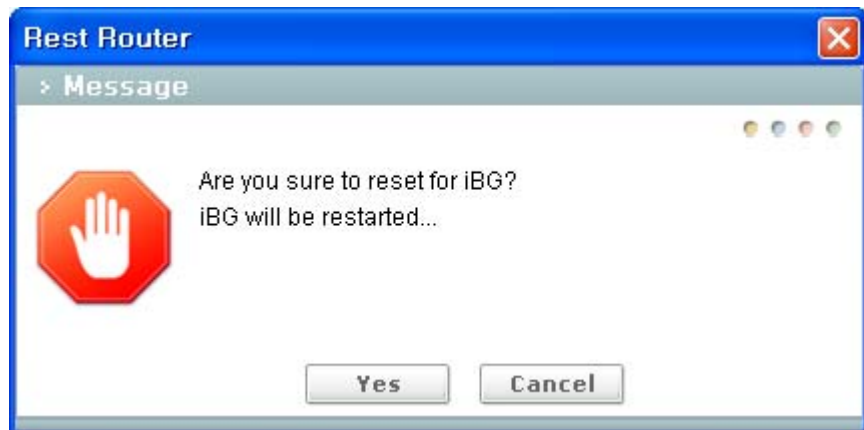 Rest Router
> Message
Are you sure to reset for iBG?
iBG will be restarted...
Yes
Cancel